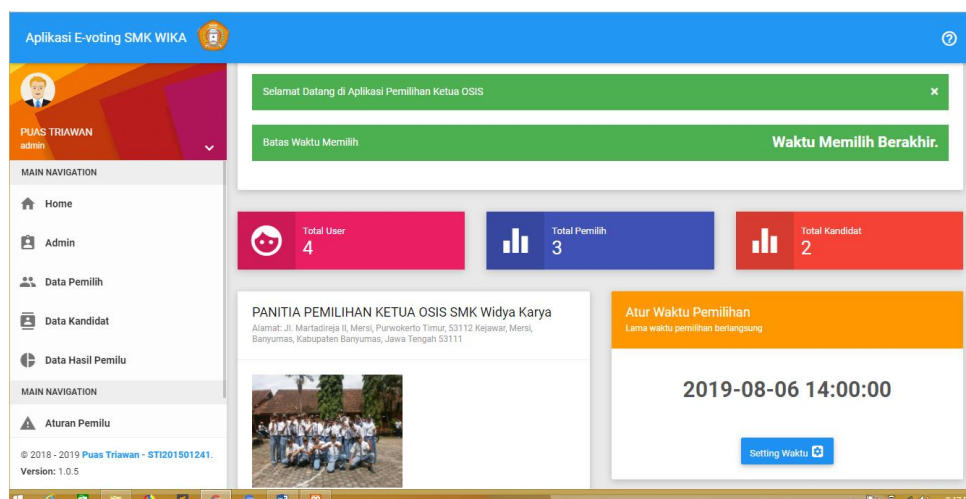 Aplikasi E-voting SMK WIKA
PUAS TRIAWAN
admin
MAIN NAVIGATION
Home
Admin
Data Pemilih
Data Kandidat
Data Hasil Pemilu
MAIN NAVIGATION
Aturan Pemilu
© 2018 - 2019 Puas Triawan - STI201501241.
Version: 1.0.5
Selamat Datang di Aplikasi Pemilihan Ketua OSIS
×
Batas Waktu Memilih
Waktu Memilih Berakhir.
Total User
4
Total Pemilih
3
Total Kandidat
2
PANITIA PEMILIHAN KETUA OSIS SMK Widya Karya
Alamat: Jl. Martadireja II, Mersi, Purwokerto Timur, 53112 Kejawar, Mersi,
Banyumas, Kabupaten Banyumas, Jawa Tengah 53111
Atur Waktu Pemilihan
Lama waktu pemilihan berlangsung
2019-08-06 14:00:00
Setting Waktu